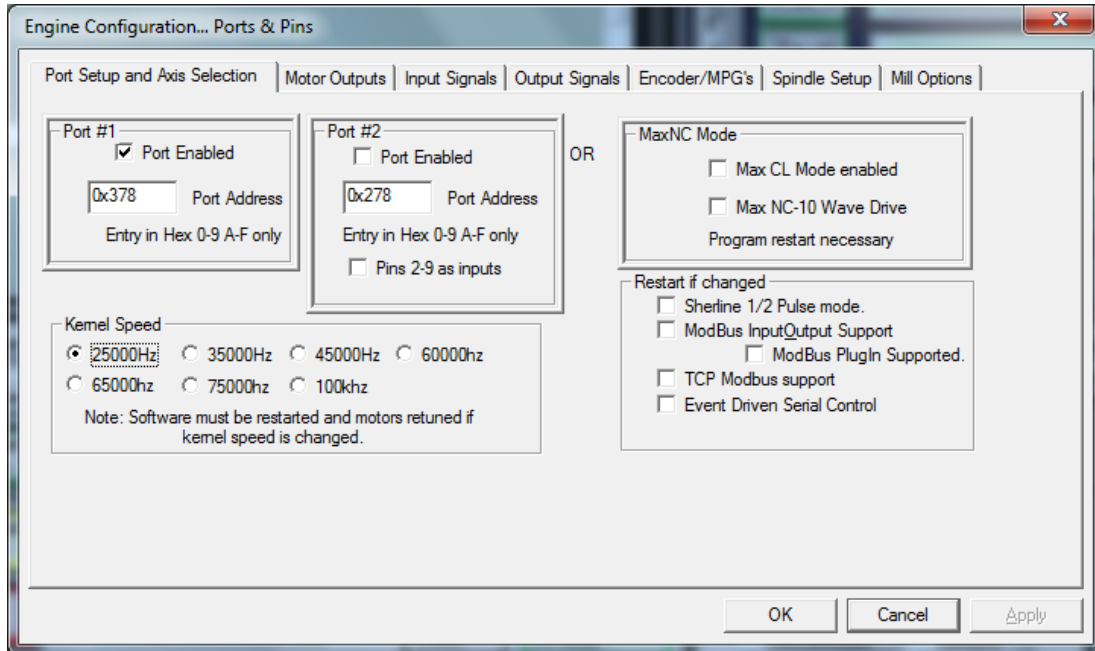 Engine Configuration... Ports & Pins
Port Setup and Axis Selection
Motor Outputs
Input Signals
Output Signals
Encoder/MPG's
Spindle Setup
Mill Options
Port #1
Port Enabled
0x378
Port Address
Entry in Hex 0-9 A-F only
Port #2
Port Enabled
0x278
Port Address
Entry in Hex 0-9 A-F only
Pins 2-9 as inputs
OR
MaxNC Mode
Max CL Mode enabled
Max NC-10 Wave Drive
Program restart necessary
Restart if changed
Sherline 1/2 Pulse mode.
ModBus InputOutput Support
ModBus PlugIn Supported.
TCP Modbus support
Event Driven Serial Control
Kernel Speed
25000Hz 35000Hz 45000Hz 60000hz
65000hz 75000hz 100khz
Note: Software must be restarted and motors retuned if
kernel speed is changed.
OK
Cancel
Apply